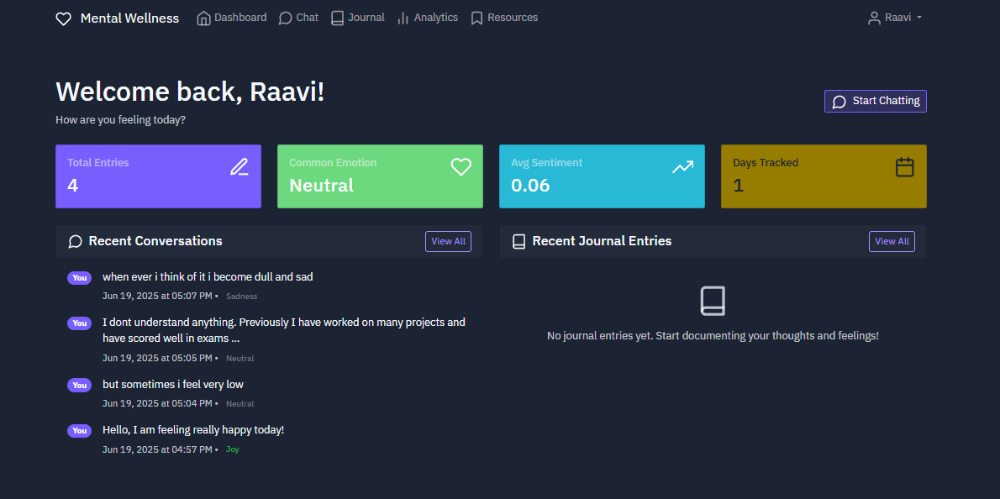 Mental Wellness Dashboard Chat Journal Analytics Resources Raavi
Welcome back, Raavi!
How are you feeling today?
Start Chatting
Total Entries
4
Common Emotion
Neutral
Avg Sentiment
0.06
Days Tracked
1
Recent Conversations View All
You when ever i think of it i become dull and sad
Jun 19, 2025 at 05:07 PM • Sadness
You I dont understand anything. Previously I have worked on many projects and
have scored well in exams ...
Jun 19, 2025 at 05:05 PM • Neutral
You but sometimes i feel very low
Jun 19, 2025 at 05:04 PM • Neutral
You Hello, I am feeling really happy today!
Jun 19, 2025 at 04:57 PM • Joy
Recent Journal Entries View All
No journal entries yet. Start documenting your thoughts and feelings!